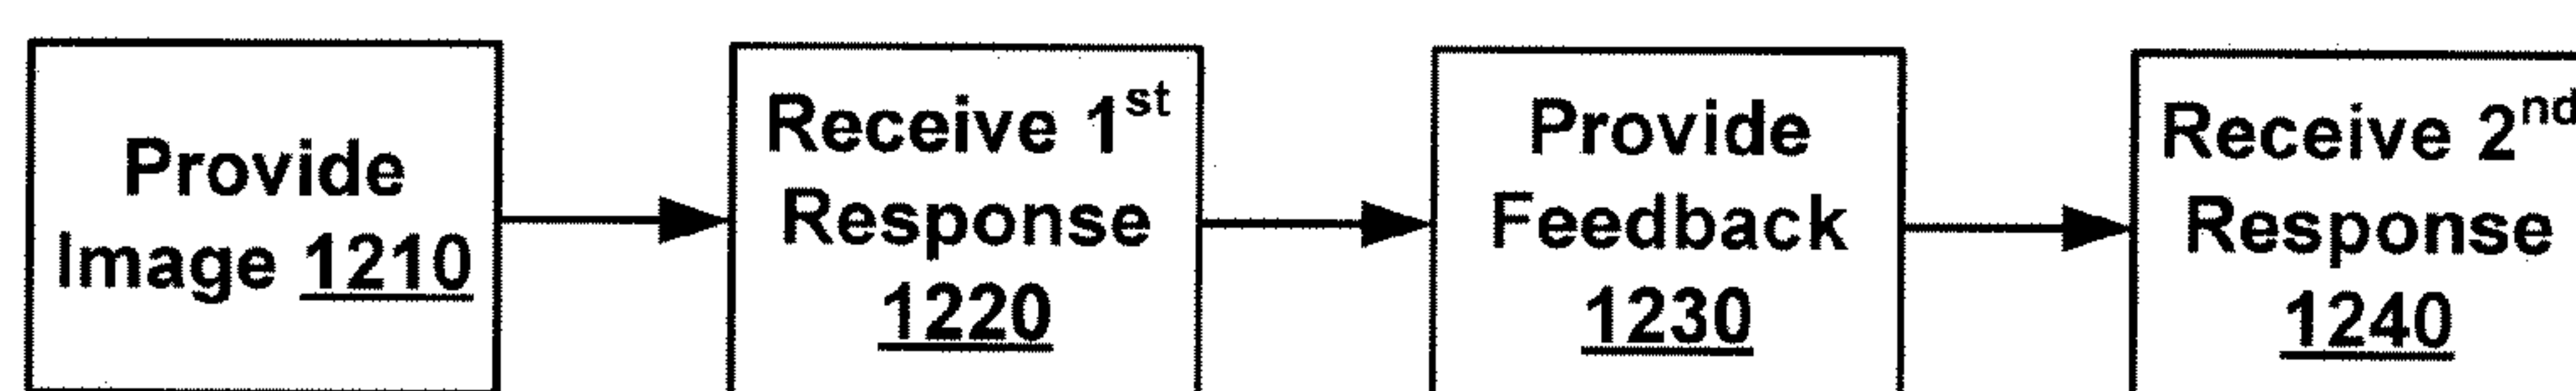 Provide
Image 1210
Receive 1st
Response
1220
Provide
Feedback
1230
Receive 2nd
Response
1240